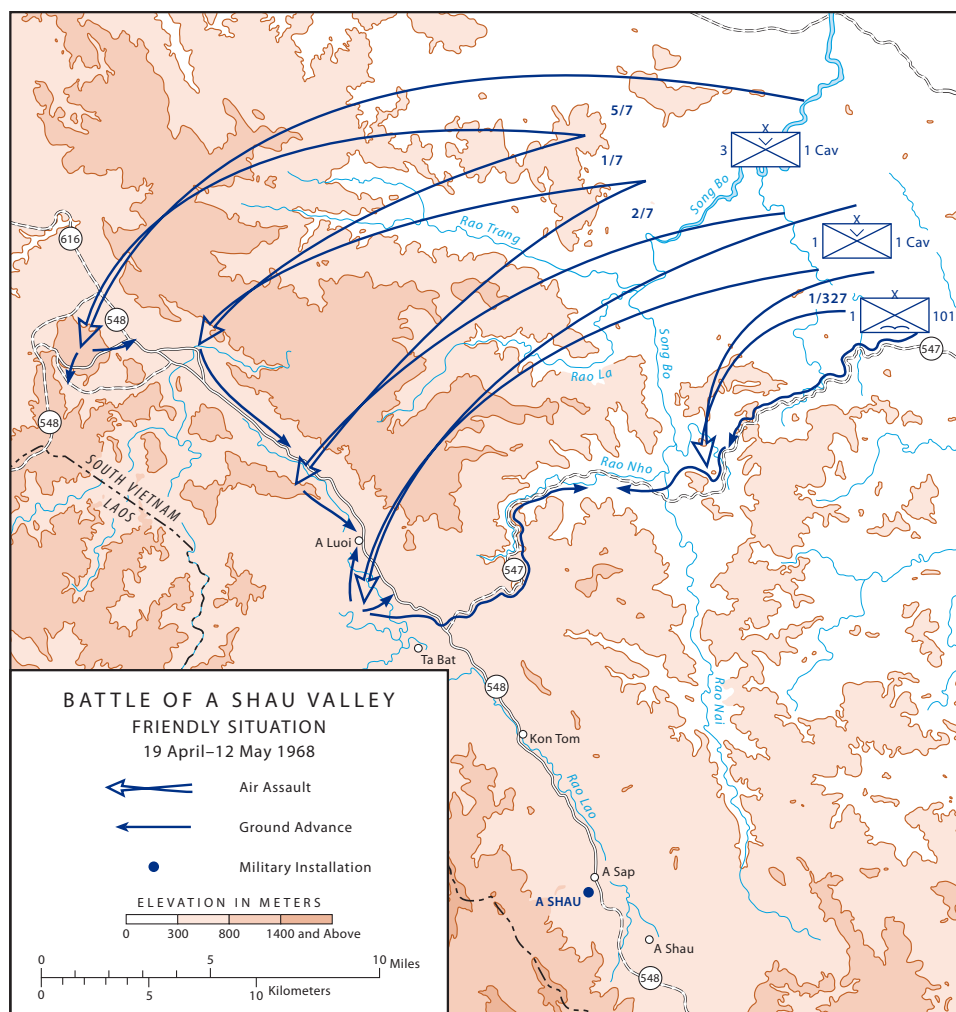 5/7
1/7
2/7
3
X
1 Cav
Song Bo
Rao Trang
616
1
X
1 Cav
1/327
X
1
101
548
547
Song Bo
Rao La
548
SOUTH VIETNAM
LAOS
Rao Nho
A Luoi
547
Ta Bat
548
Rao Nai
Kon Tom
Rao Lao
A Sap
A SHAU
A Shau
548
BATTLE OF A SHAU VALLEY
FRIENDLY SITUATION
19 April–12 May 1968
Air Assault
Ground Advance
Military Installation
ELEVATION IN METERS
0 300 800 1400 and Above
0 5 10 Miles
0 5 10 Kilometers